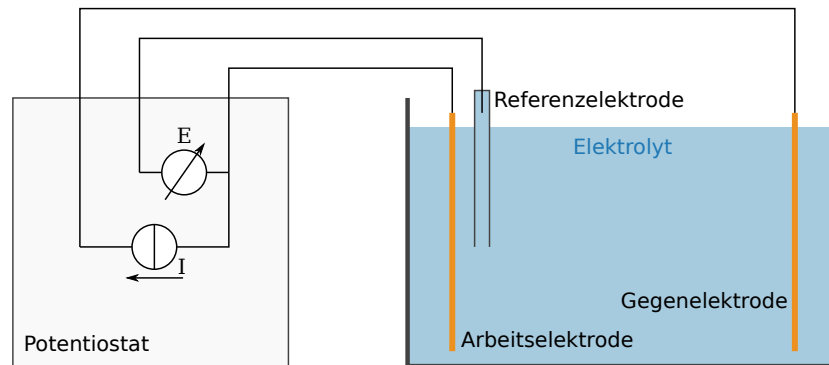 Referenzelektrode
E
Elektrolyt
I
Gegenelektrode
Potentiostat
Arbeitselektrode